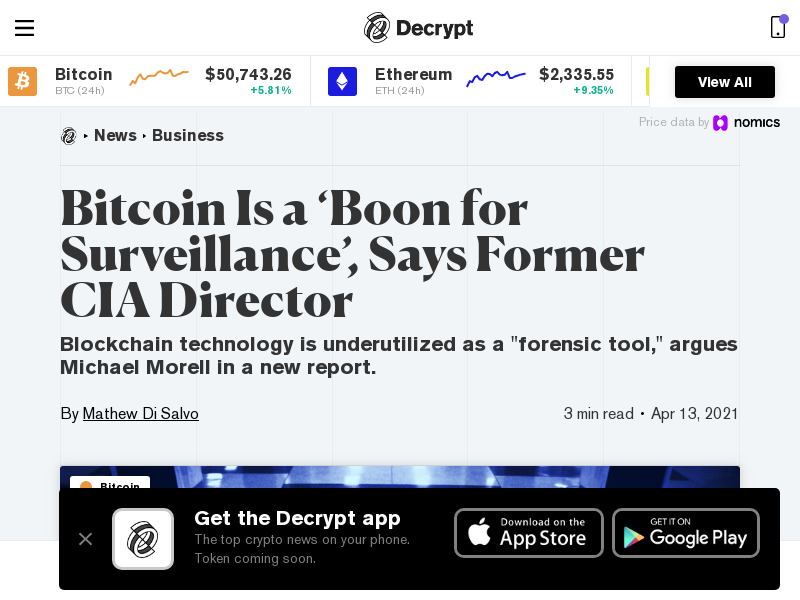 Decrypt
Bitcoin
BTC (24h)
$50,743.26
+5.81%
Ethereum
ETH (24h)
$2,335.55
+9.35%
View All
Price data by nomics
News
Business
Bitcoin Is a ‘Boon for
Surveillance’, Says Former
CIA Director
Blockchain technology is underutilized as a "forensic tool," argues
Michael Morell in a new report.
By Mathew Di Salvo
3 min read • Apr 13, 2021
Bitcoin
Get the Decrypt app
The top crypto news on your phone.
Token coming soon.
Download on the
App Store
GET IT ON
Google Play